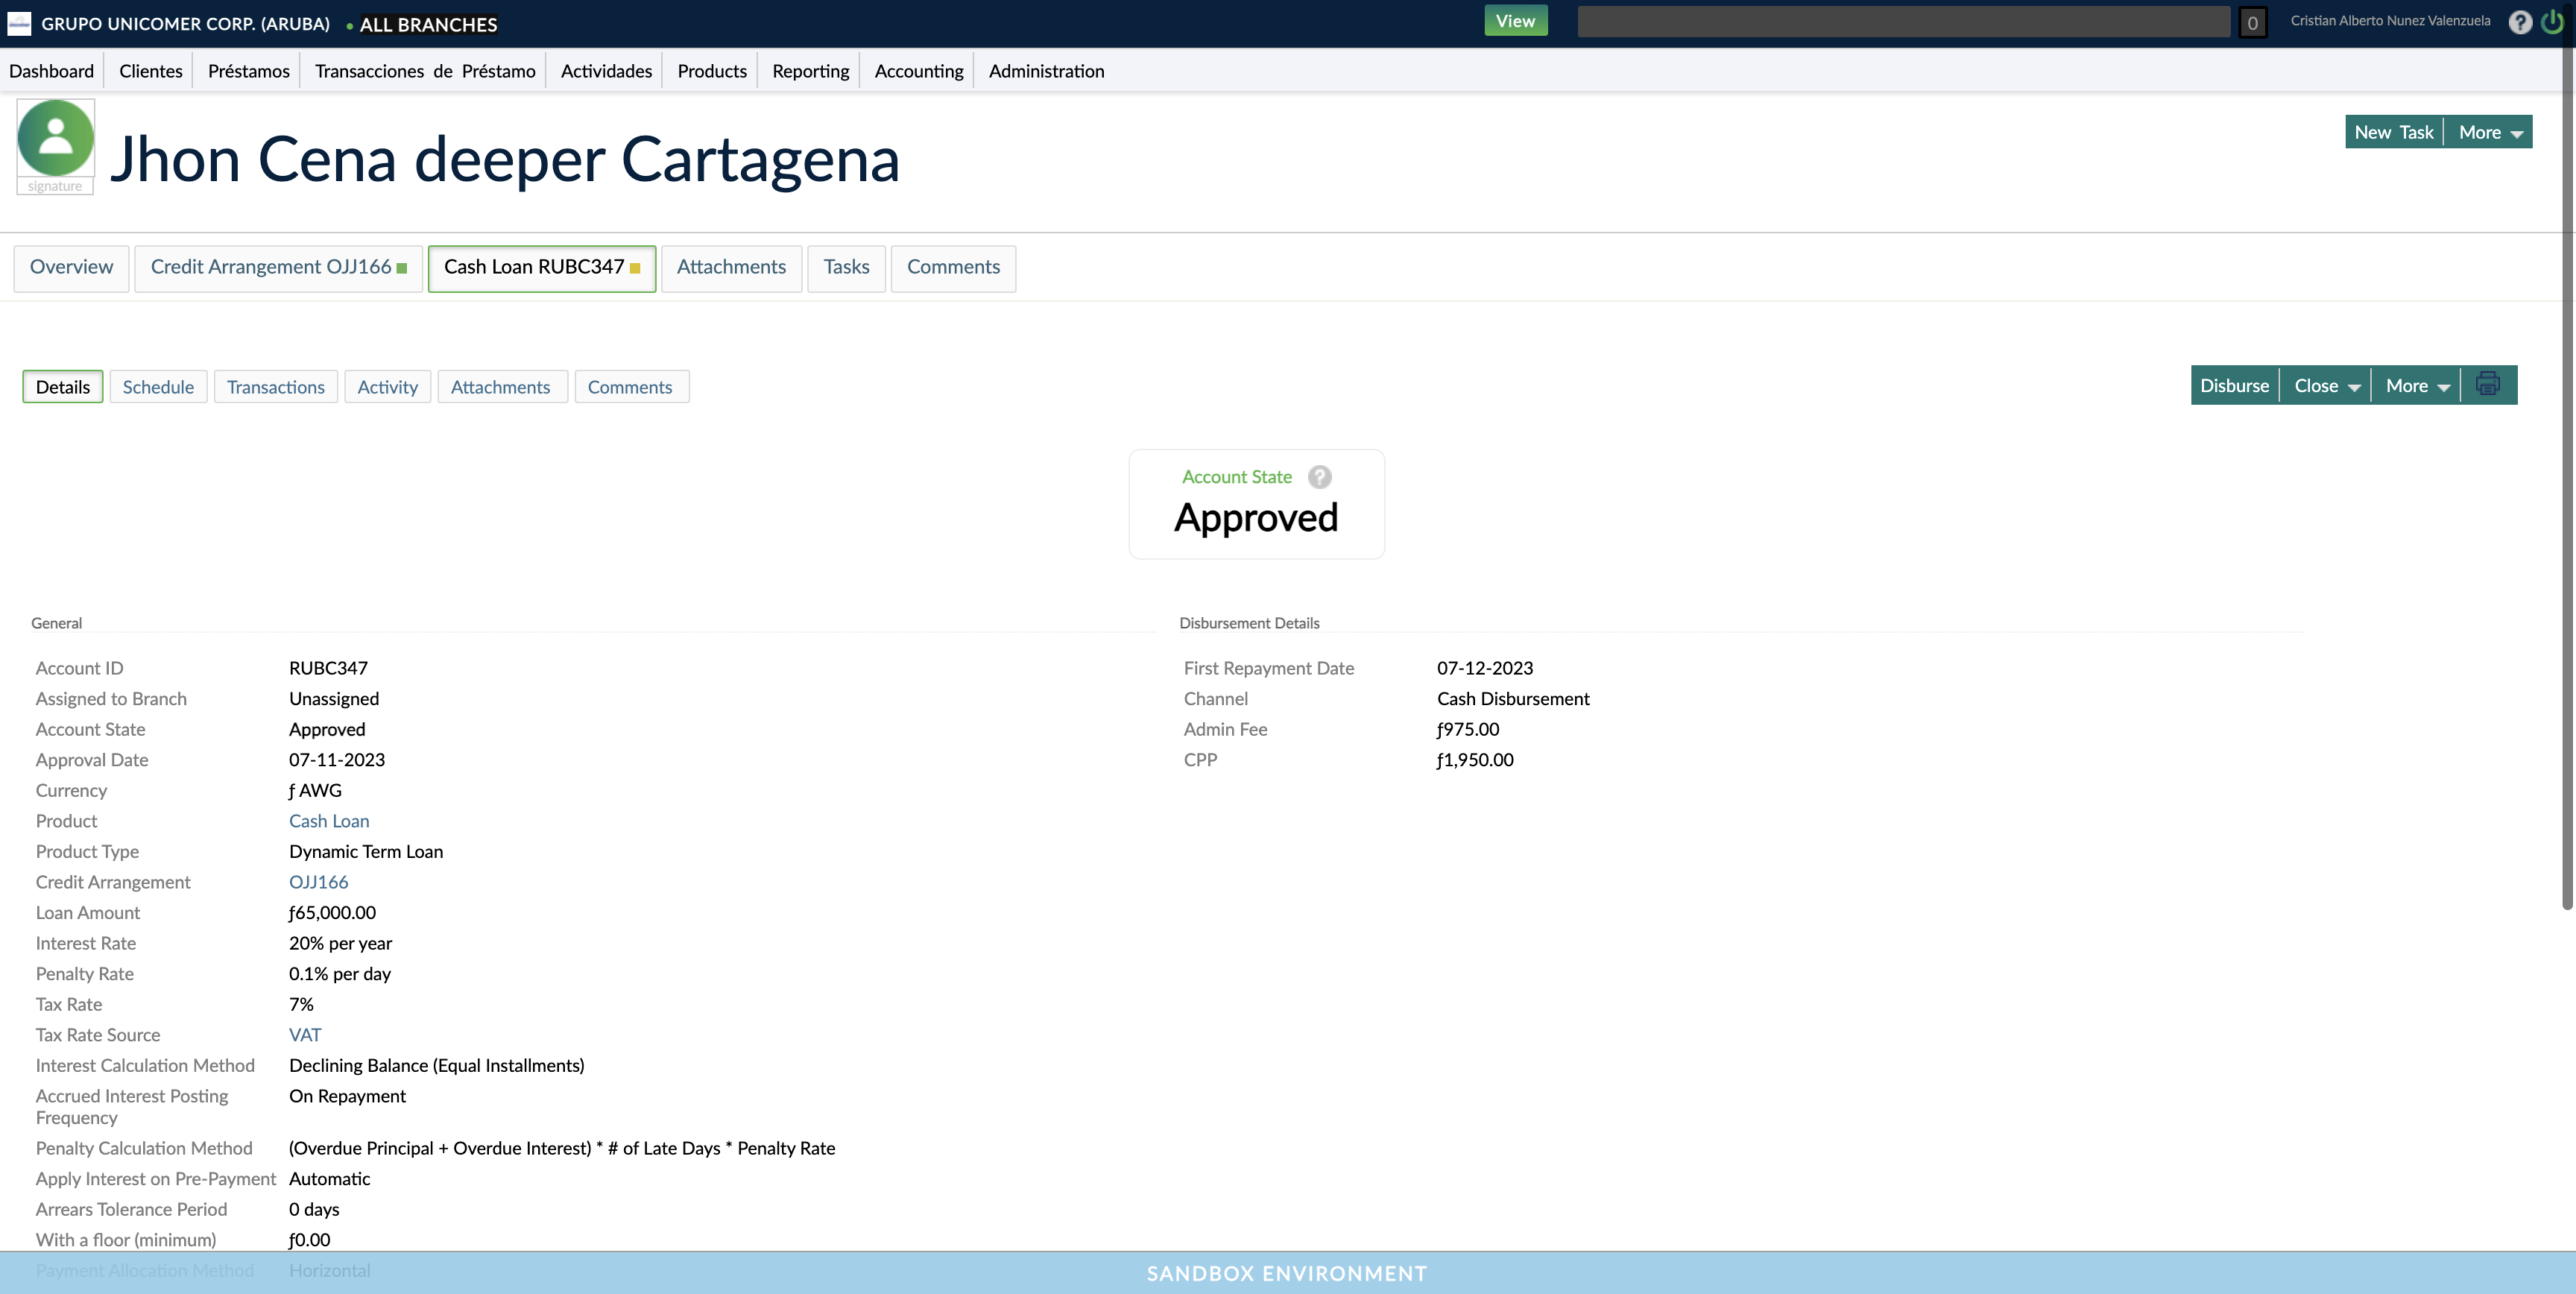 GRUPO UNICOMER CORP. (ARUBA) • ALL BRANCHES View 0 Cristian Alberto Nunez Valenzuela ?
Dashboard Clientes Préstamos Transacciones de Préstamo Actividades Products Reporting Accounting Administration
signature
Jhon Cena deeper Cartagena
New Task More
Overview Credit Arrangement OJJ166 Cash Loan RUBC347 Attachments Tasks Comments
Details Schedule Transactions Activity Attachments Comments Disburse Close More
Account State ?
Approved
General
Account ID RUBC347
Assigned to Branch Unassigned
Account State Approved
Approval Date 07-11-2023
Currency ƒ AWG
Product Cash Loan
Product Type Dynamic Term Loan
Credit Arrangement OJJ166
Loan Amount ƒ65,000.00
Interest Rate 20% per year
Penalty Rate 0.1% per day
Tax Rate 7%
Tax Rate Source VAT
Interest Calculation Method Declining Balance (Equal Installments)
Accrued Interest Posting On Repayment
Frequency
Penalty Calculation Method (Overdue Principal + Overdue Interest) * # of Late Days * Penalty Rate
Apply Interest on Pre-Payment Automatic
Arrears Tolerance Period 0 days
With a floor (minimum) ƒ0.00
Payment Allocation Method Horizontal
Disbursement Details
First Repayment Date 07-12-2023
Channel Cash Disbursement
Admin Fee ƒ975.00
CPP ƒ1,950.00
SANDBOX ENVIRONMENT